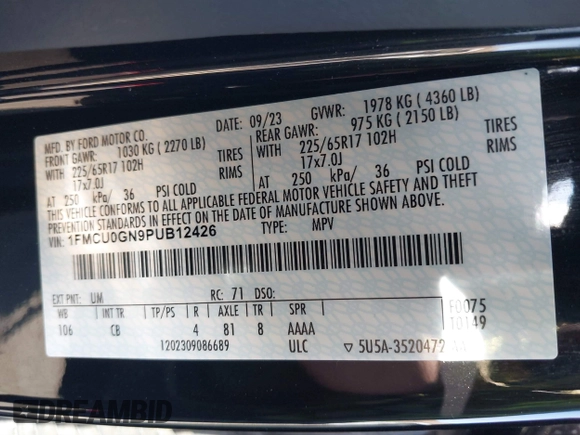 MFD. BY FORD MOTOR CO.
DATE: 09/23 GVWR: 1978 KG ( 4360 LB)
FRONT GAWR: 1030 KG ( 2270 LB) REAR GAWR: 975 KG ( 2150 LB)
WITH 225/65R17 102H TIRES WITH 225/65R17 102H TIRES
17x7.0J RIMS 17x7.0J RIMS
AT 250 kPa/ 36 PSI COLD AT 250 kPa/ 36 PSI COLD
THIS VEHICLE CONFORMS TO ALL APPLICABLE FEDERAL MOTOR VEHICLE SAFETY AND THEFT
PREVENTION STANDARDS IN EFFECT ON THE DATE OF MANUFACTURE SHOWN ABOVE.
VIN: 1FMCU0GN9PUB12426 TYPE: MPV
EXT PNT: UM RC: 71 DSO:
WB INT TR TP/PS R AXLE TR SPR F0075
106 CB 4 81 8 AAAA T0149
1202309086689 ULC ▽ 5U5A-3520472
DREAMBID